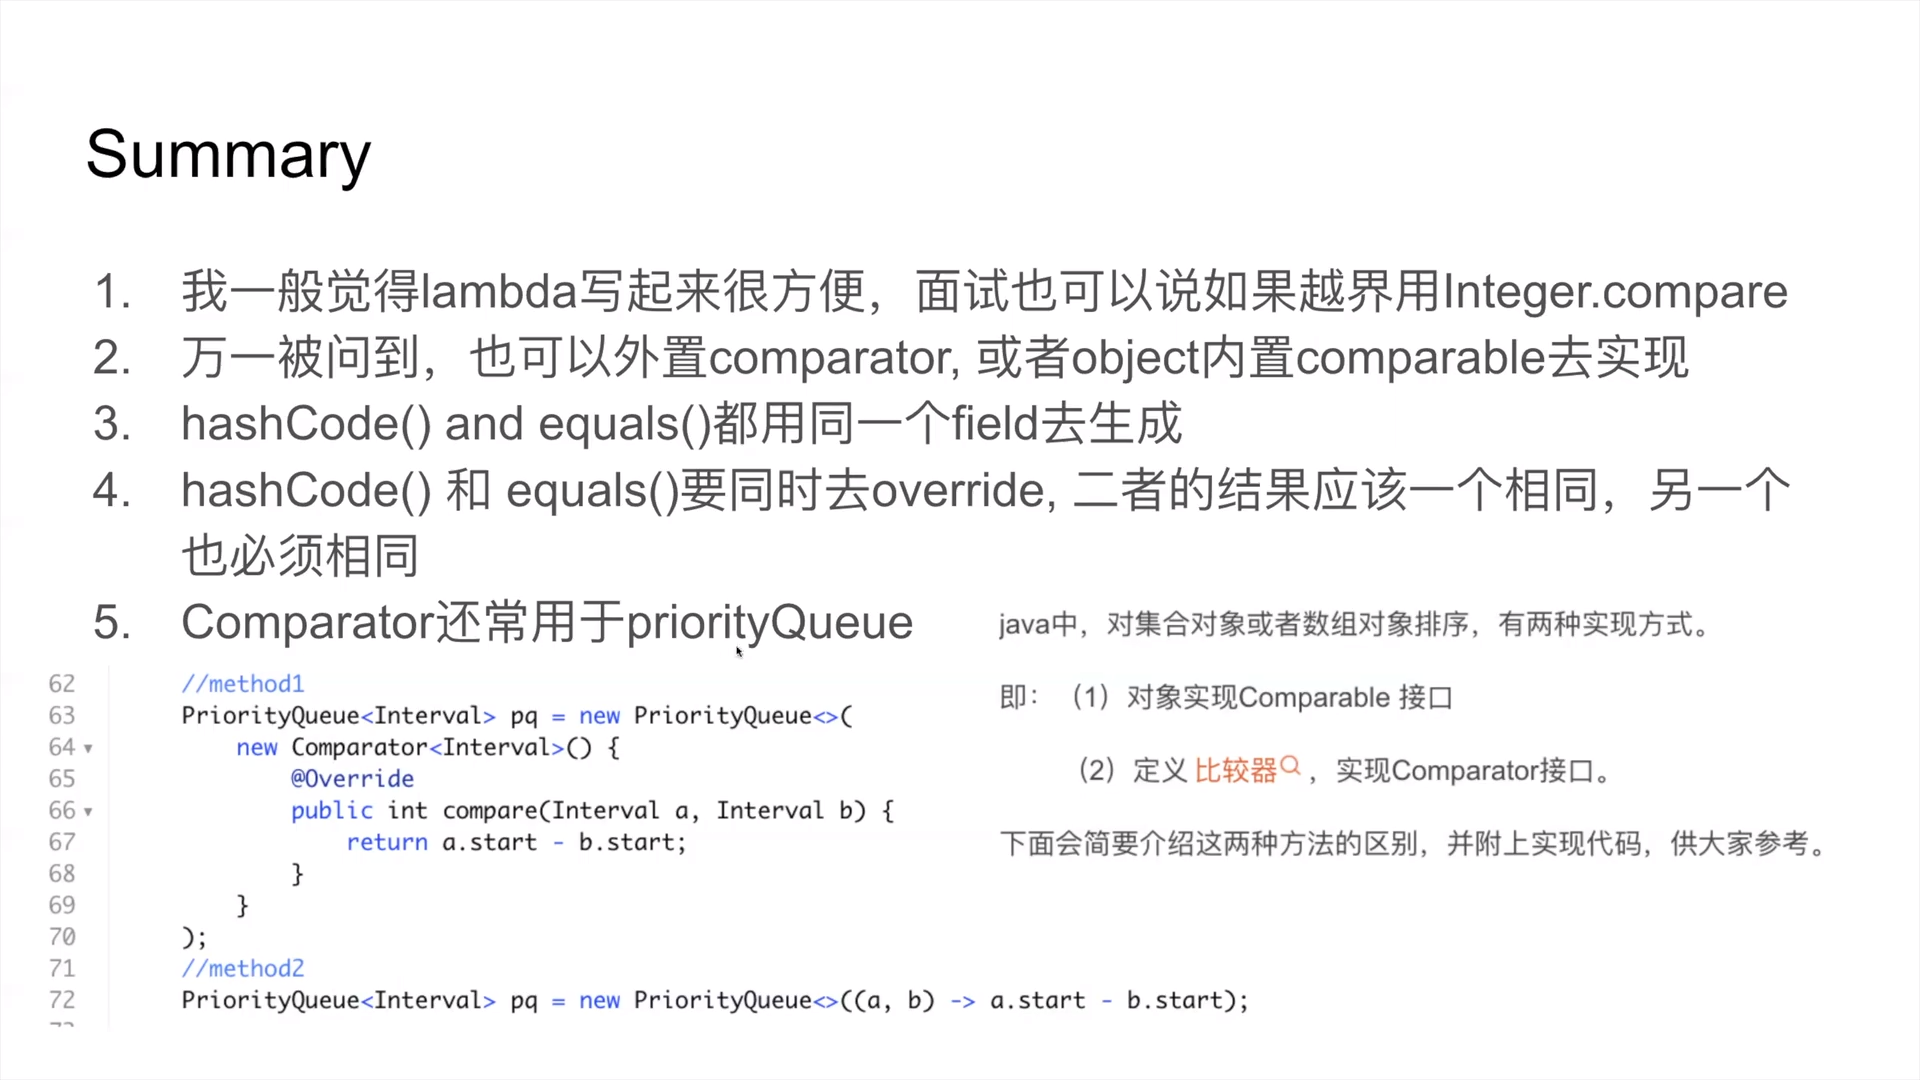 Summary
1. 我一般觉得lambda写起来很方便，面试也可以说如果越界用Integer.compare
2. 万一被问到，也可以外置comparator, 或者object内置comparable去实现
3. hashCode() and equals()都用同一个field去生成
4. hashCode() 和 equals()要同时去override, 二者的结果应该一个相同，另一个
也必须相同
5. Comparator还常用于priorityQueue
java中，对集合对象或者数组对象排序，有两种实现方式。
即：（1）对象实现Comparable 接口
（2）定义 比较器 ，实现Comparator接口。
下面会简要介绍这两种方法的区别，并附上实现代码，供大家参考。
62 //method1
63 PriorityQueue<Interval> pq = new PriorityQueue<>(
64 new Comparator<Interval>() {
65 @Override
66 public int compare(Interval a, Interval b) {
67 return a.start - b.start;
68 }
69 }
70 );
71 //method2
72 PriorityQueue<Interval> pq = new PriorityQueue<>((a, b) -> a.start - b.start);